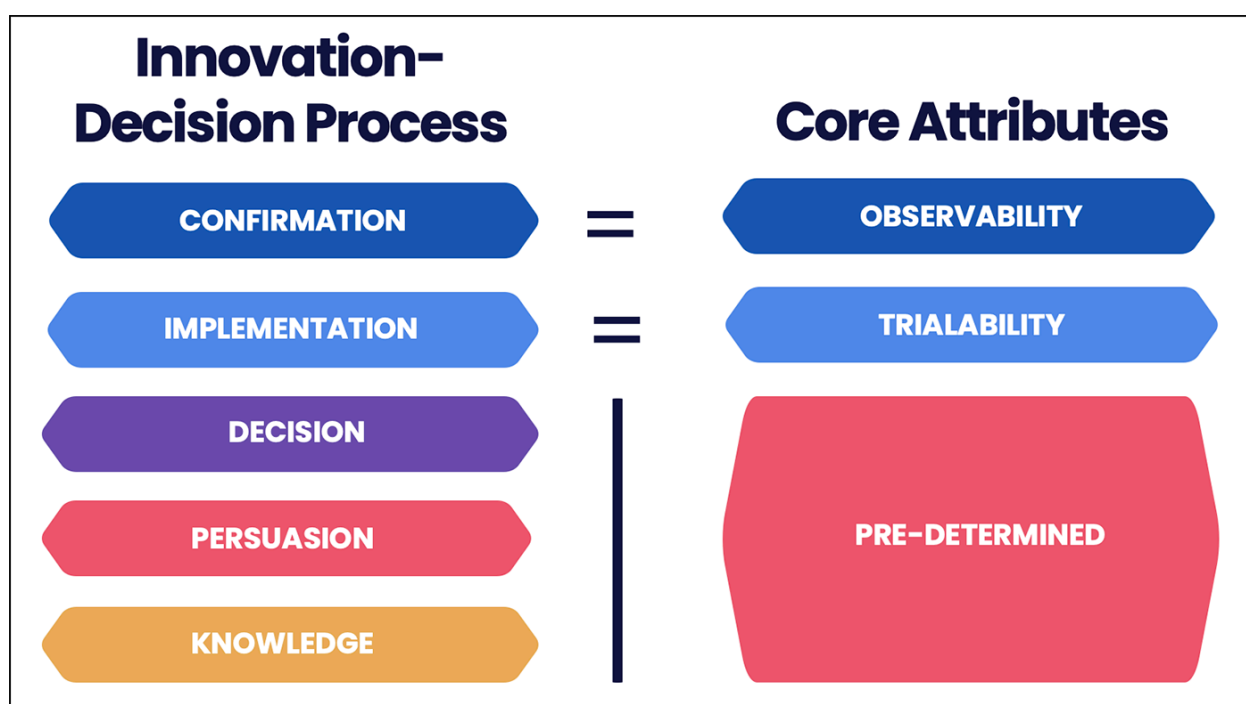 Innovation-
Decision Process
Core Attributes
CONFIRMATION
=
OBSERVABILITY
IMPLEMENTATION
=
TRIALABILITY
DECISION
PERSUASION
KNOWLEDGE
PRE-DETERMINED